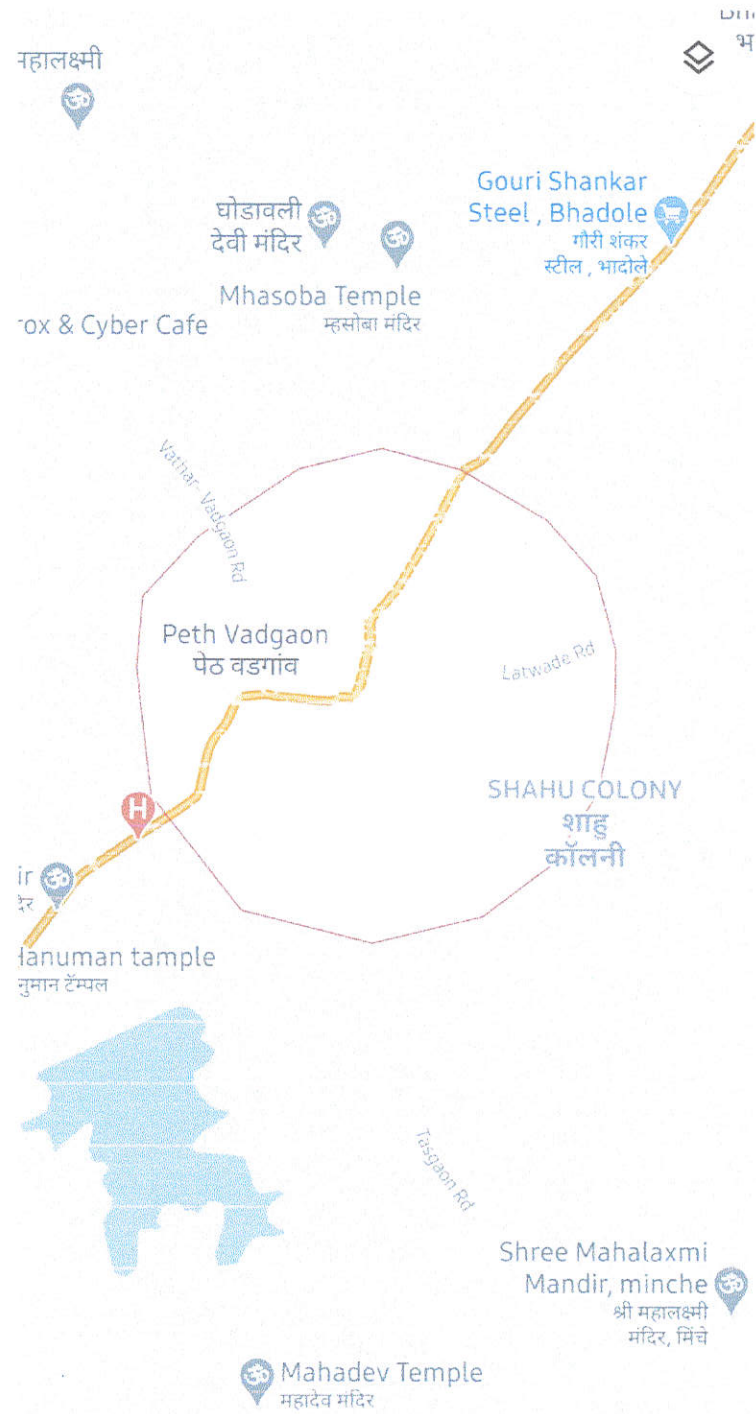 भ
महालक्ष्मी
Gouri Shankar
Steel , Bhadole
गौरी शंकर
स्टील , भादोले
घोडावली
देवी मंदिर
Mhasoba Temple
म्हसोबा मंदिर
rox & Cyber Cafe
Vathar- Vadgaon Rd
Peth Vadgaon
पेठ वडगांव
Latwade Rd
SHAHU COLONY
शाहु
कॉलनी
H
ir
Hanuman tample
नुमान टॅम्पल
Tasgaon Rd
Shree Mahalaxmi
Mandir, minche
श्री महालक्ष्मी
मंदिर, मिंचे
Mahadev Temple
महादेव मंदिर